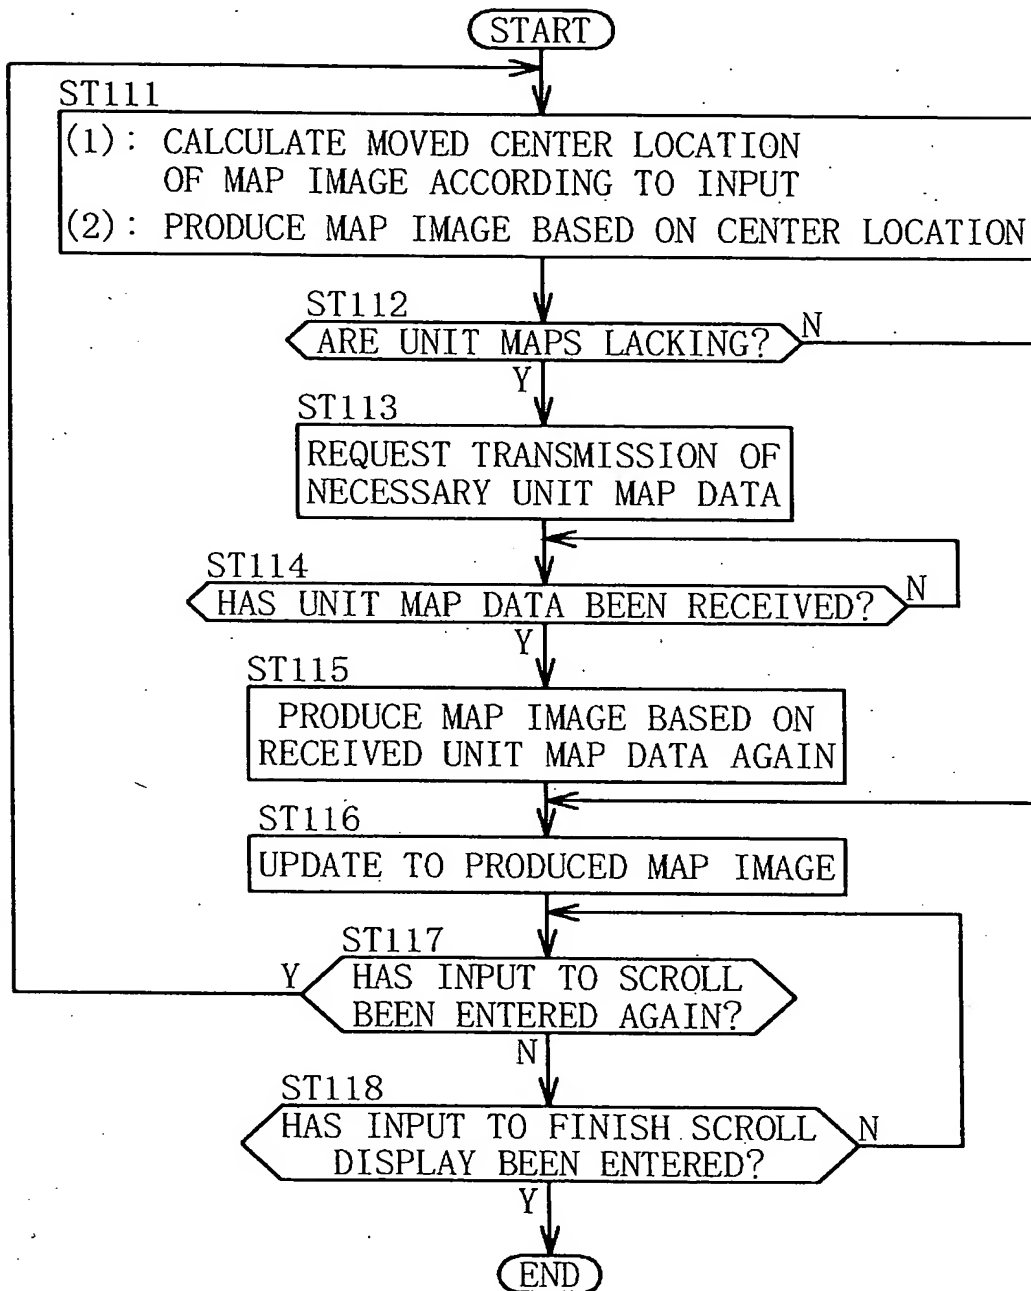 START
ST111
(1): CALCULATE MOVED CENTER LOCATION
OF MAP IMAGE ACCORDING TO INPUT
(2): PRODUCE MAP IMAGE BASED ON CENTER LOCATION
ST112
ARE UNIT MAPS LACKING?
N
Y
ST113
REQUEST TRANSMISSION OF
NECESSARY UNIT MAP DATA
ST114
HAS UNIT MAP DATA BEEN RECEIVED?
N
Y
ST115
PRODUCE MAP IMAGE BASED ON
RECEIVED UNIT MAP DATA AGAIN
ST116
UPDATE TO PRODUCED MAP IMAGE
ST117
Y
HAS INPUT TO SCROLL
BEEN ENTERED AGAIN?
N
ST118
HAS INPUT TO FINISH SCROLL
DISPLAY BEEN ENTERED?
N
Y
END